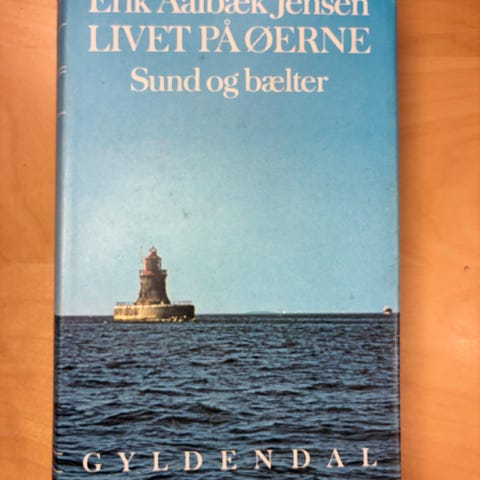 Erik Aalbæk Jensen
LIVET PÅ ØERNE
Sund og bælter
GYLDENDAL